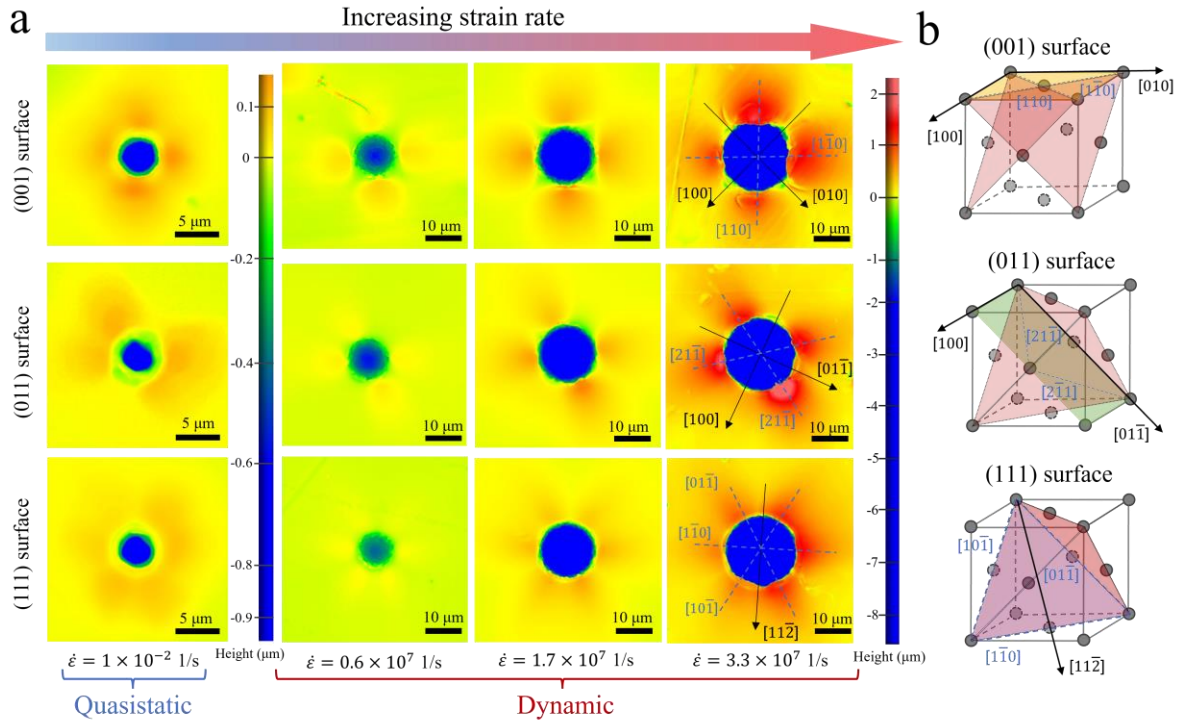 a
Increasing strain rate
b
(001) surface
(011) surface
(111) surface
5 μm
10 μm
10 μm
[100]
[010]
[110]
[11̅0]
10 μm
5 μm
10 μm
10 μm
[211̅]
[011̅]
[100]
[211̅]
10 μm
5 μm
10 μm
10 μm
[011̅]
[11̅0]
[101̅]
[112̅]
10 μm
0.1
0
-0.2
-0.4
-0.6
-0.8
-0.9
Height (μm)
2
1
0
-1
-2
-3
-4
-5
-6
-7
-8
Height (μm)
ε̇ = 1 × 10⁻² 1/s
ε̇ = 0.6 × 10⁷ 1/s
ε̇ = 1.7 × 10⁷ 1/s
ε̇ = 3.3 × 10⁷ 1/s
Quasistatic
Dynamic
(001) surface
[110]
[11̅0]
[010]
[100]
(011) surface
[100]
[211̅]
[21̅1]
[011̅]
(111) surface
[101̅]
[011̅]
[11̅0]
[112̅]